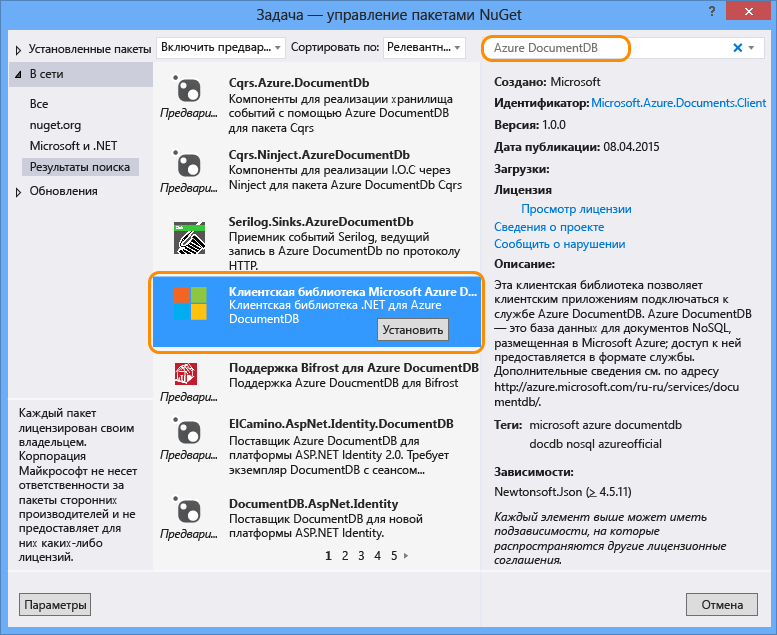 Задача — управление пакетами NuGet
?
Установленные пакеты
Включить предвар...
Сортировать по:
Релевантн...
Azure DocumentDB
В сети
Все
nuget.org
Microsoft и .NET
Результаты поиска
Обновления
Каждый пакет
лицензирован своим
владельцем.
Корпорация
Майкрософт не несет
ответственности за
пакеты сторонних
производителей и не
предоставляет для
них каких-либо
лицензий.
Cqrs.Azure.DocumentDb
Компоненты для реализации хранилища
событий с помощью Azure DocumentDB
для пакета Cqrs
Предвари...
Cqrs.Ninject.AzureDocumentDb
Компоненты для реализации I.O.C через
Ninject для пакета Azure DocumentDb Cqrs
Предвари...
Serilog.Sinks.AzureDocumentDb
Приемник событий Serilog, ведущий
запись в Azure DocumentDb по протоколу
HTTP.
Клиентская библиотека Microsoft Azure D...
Клиентская библиотека .NET для Azure
DocumentDB
Установить
Поддержка Bifrost для Azure DocumentDB
Поддержка Azure DoucmentDB для Bifrost
Предвари...
ElCamino.AspNet.Identity.DocumentDB
Поставщик Azure DocumentDB для
платформы ASP.NET Identity 2.0. Требует
экземпляр DocumentDB с сеансом...
Предвари...
DocumentDB.AspNet.Identity
Поставщик DocumentDB для новой
платформы ASP.NET Identity.
Предвари...
1 2 3 4 5
Создано: Microsoft
Идентификатор: Microsoft.Azure.Documents.Client
Версия: 1.0.0
Дата публикации: 08.04.2015
Загрузки:
Лицензия
Просмотр лицензии
Сведения о проекте
Сообщить о нарушении
Описание:
Эта клиентская библиотека позволяет
клиентским приложениям подключаться к
службе Azure DocumentDB. Azure DocumentDB
— это база данных для документов NoSQL,
размещенная в Microsoft Azure; доступ к ней
предоставляется в формате службы.
Дополнительные сведения см. по адресу
http://azure.microsoft.com/ru-ru/services/docu
mentdb/.
Теги: microsoft azure documentdb
docdb nosql azureofficial
Зависимости:
Newtonsoft.Json (≥ 4.5.11)
Каждый элемент выше может иметь
подзависимости, на которые
распространяются другие лицензионные
соглашения.
Параметры
Отмена